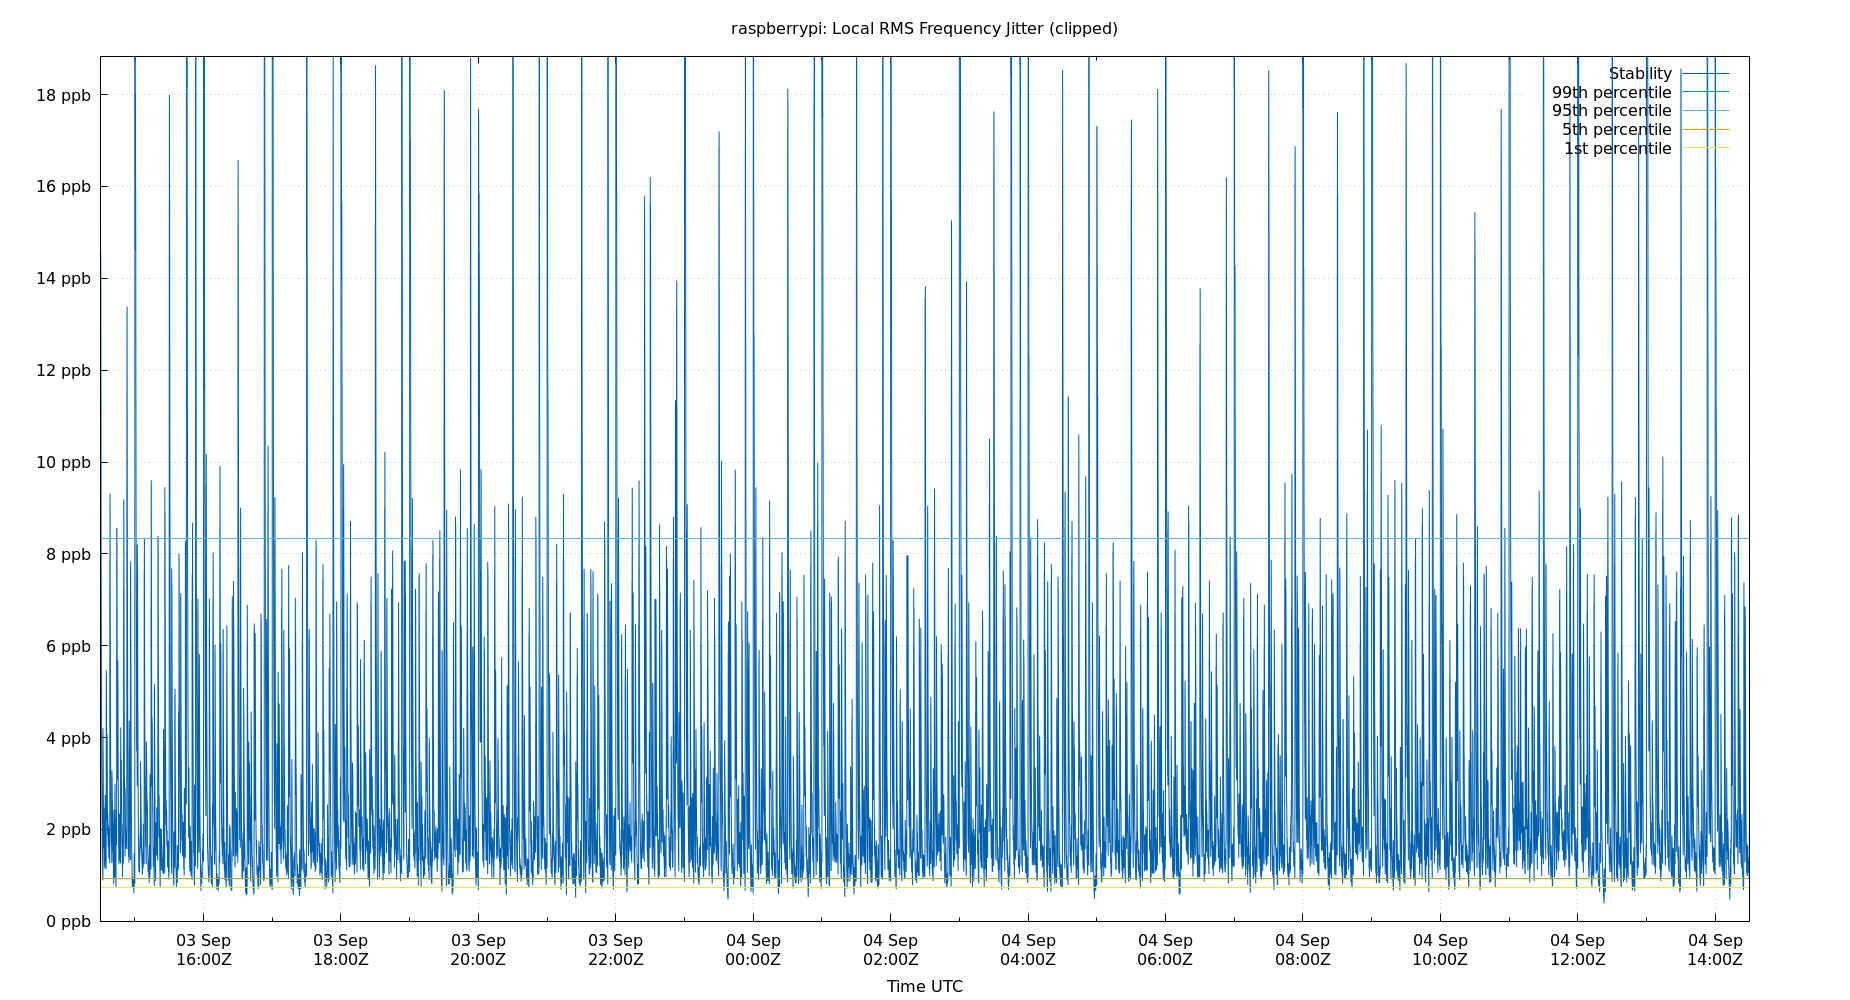 raspberrypi: Local RMS Frequency Jitter (clipped)
Stability
99th percentile
95th percentile
5th percentile
1st percentile
18 ppb
16 ppb
14 ppb
12 ppb
10 ppb
8 ppb
6 ppb
4 ppb
2 ppb
0 ppb
03 Sep 03 Sep 03 Sep 03 Sep 04 Sep 04 Sep 04 Sep 04 Sep 04 Sep 04 Sep 04 Sep 04 Sep
16:00Z 18:00Z 20:00Z 22:00Z 00:00Z 02:00Z 04:00Z 06:00Z 08:00Z 10:00Z 12:00Z 14:00Z
Time UTC